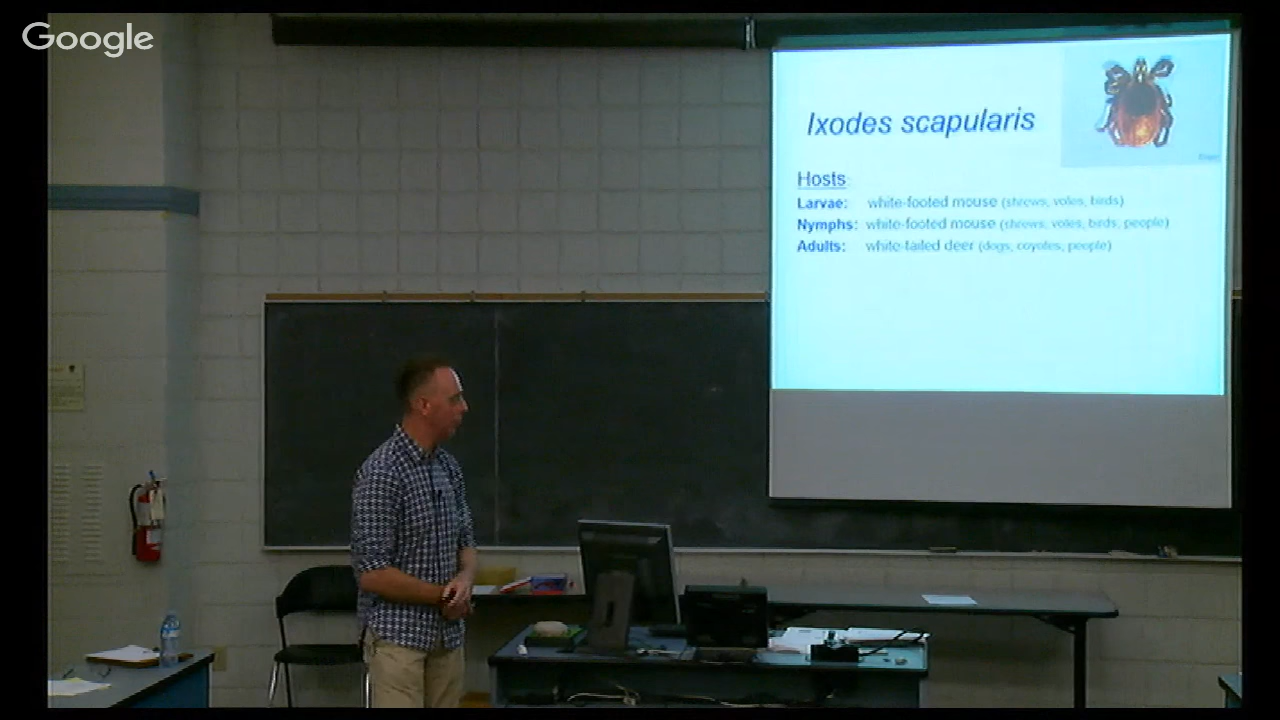 Google
Ixodes scapularis
Hosts
Larvae: white-footed mouse (shrews, voles, birds)
Nymphs: white-footed mouse (shrews, voles, birds, people)
Adults: white-tailed deer (dogs, coyotes, people)